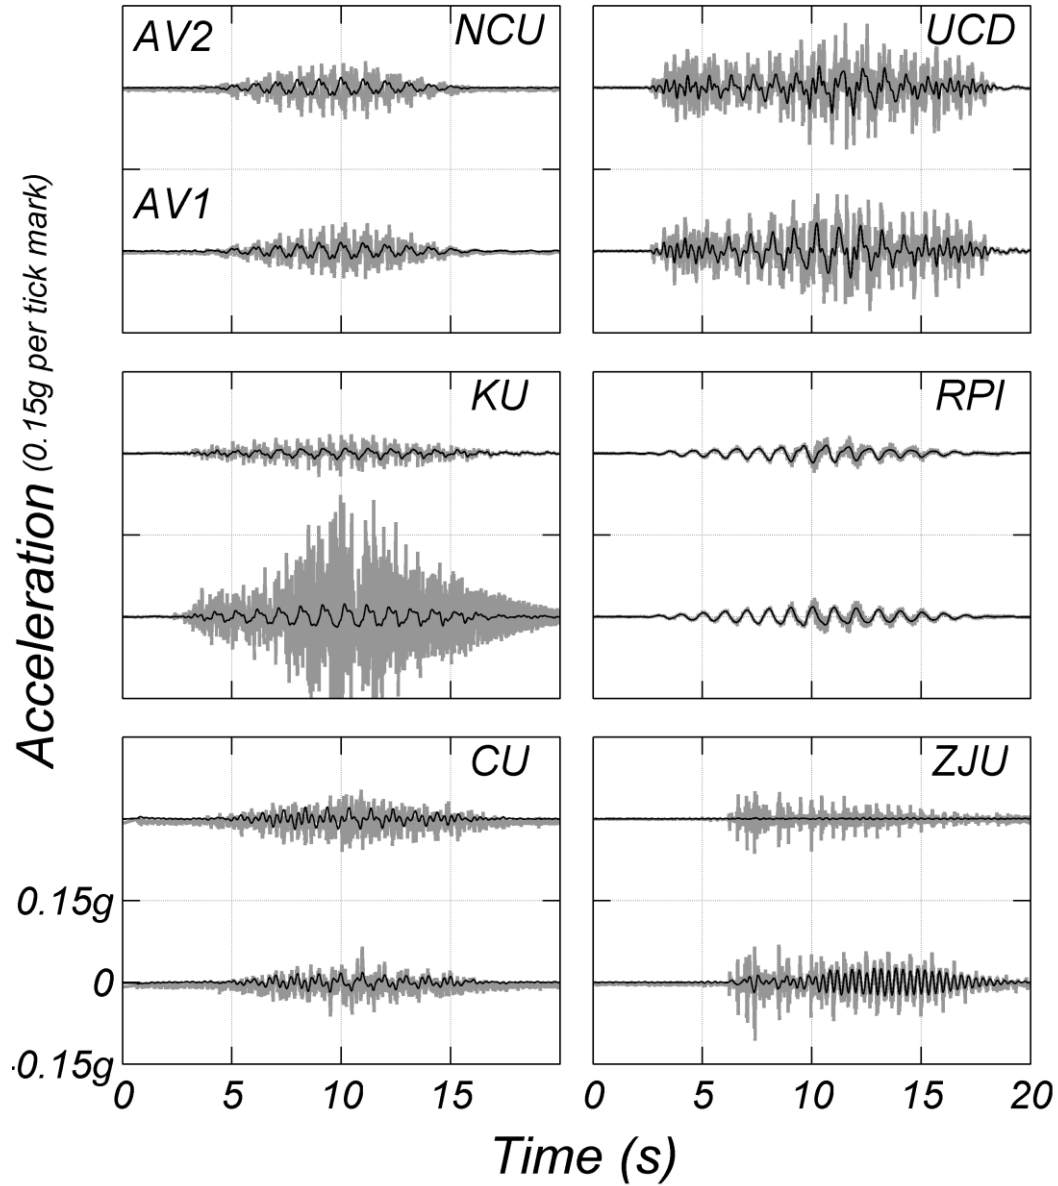 AV2 NCU UCD
AV1
KU RPI
CU ZJU
Acceleration (0.15g per tick mark)
0.15g
0
-0.15g
0 5 10 15 0 5 10 15 20
Time (s)